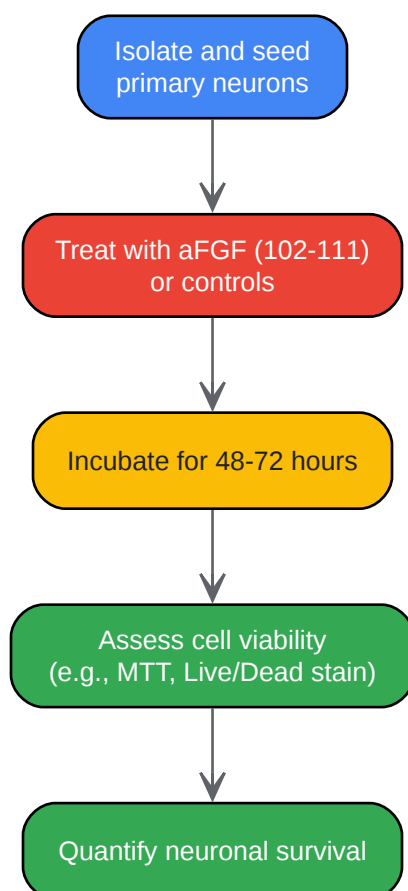 Isolate and seed
primary neurons
Treat with aFGF (102-111)
or controls
Incubate for 48-72 hours
Assess cell viability
(e.g., MTT, Live/Dead stain)
Quantify neuronal survival